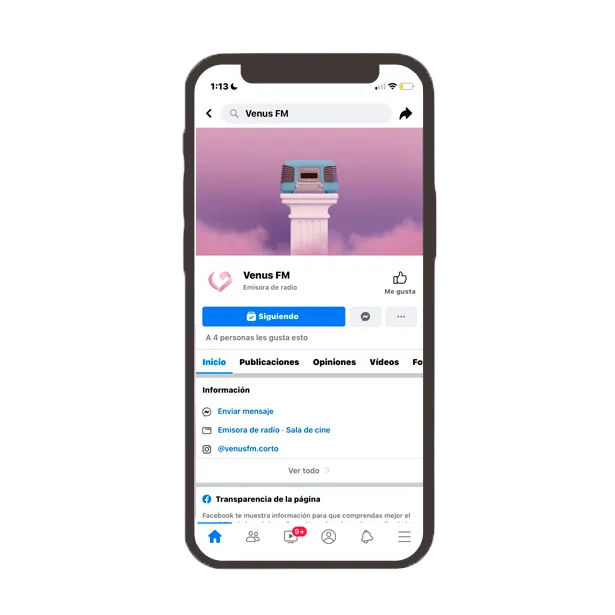 1:13
Venus FM
Venus FM
Emisora de radio
Me gusta
Siguiendo
A 4 personas les gusta esto
Inicio Publicaciones Opiniones Vídeos Fo
Información
Enviar mensaje
Emisora de radio · Sala de cine
@venusfm.corto
Ver todo
Transparencia de la página
Facebook te muestra información para que comprendas mejor el
9+